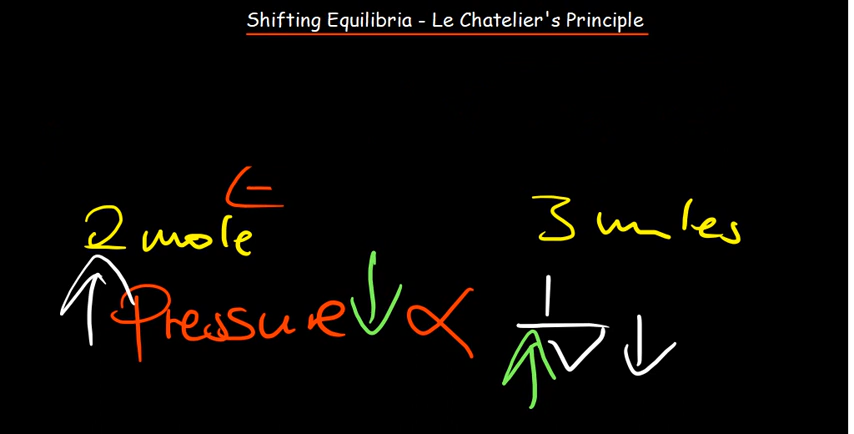 Shifting Equilibria - Le Chatelier's Principle
2 mole 3 moles
Pressure ∝ 1/V